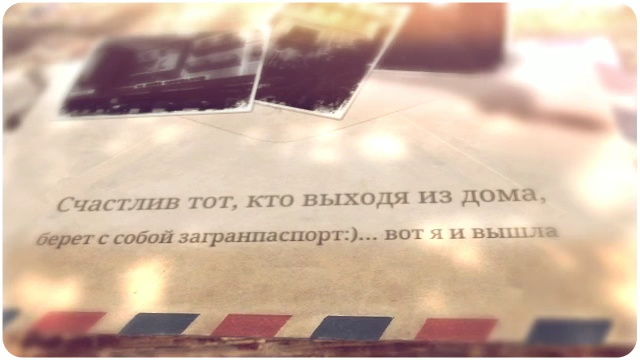 Счастлив тот, кто выходя из дома,
берет с собой загранпаспорт:)... вот я и вышла